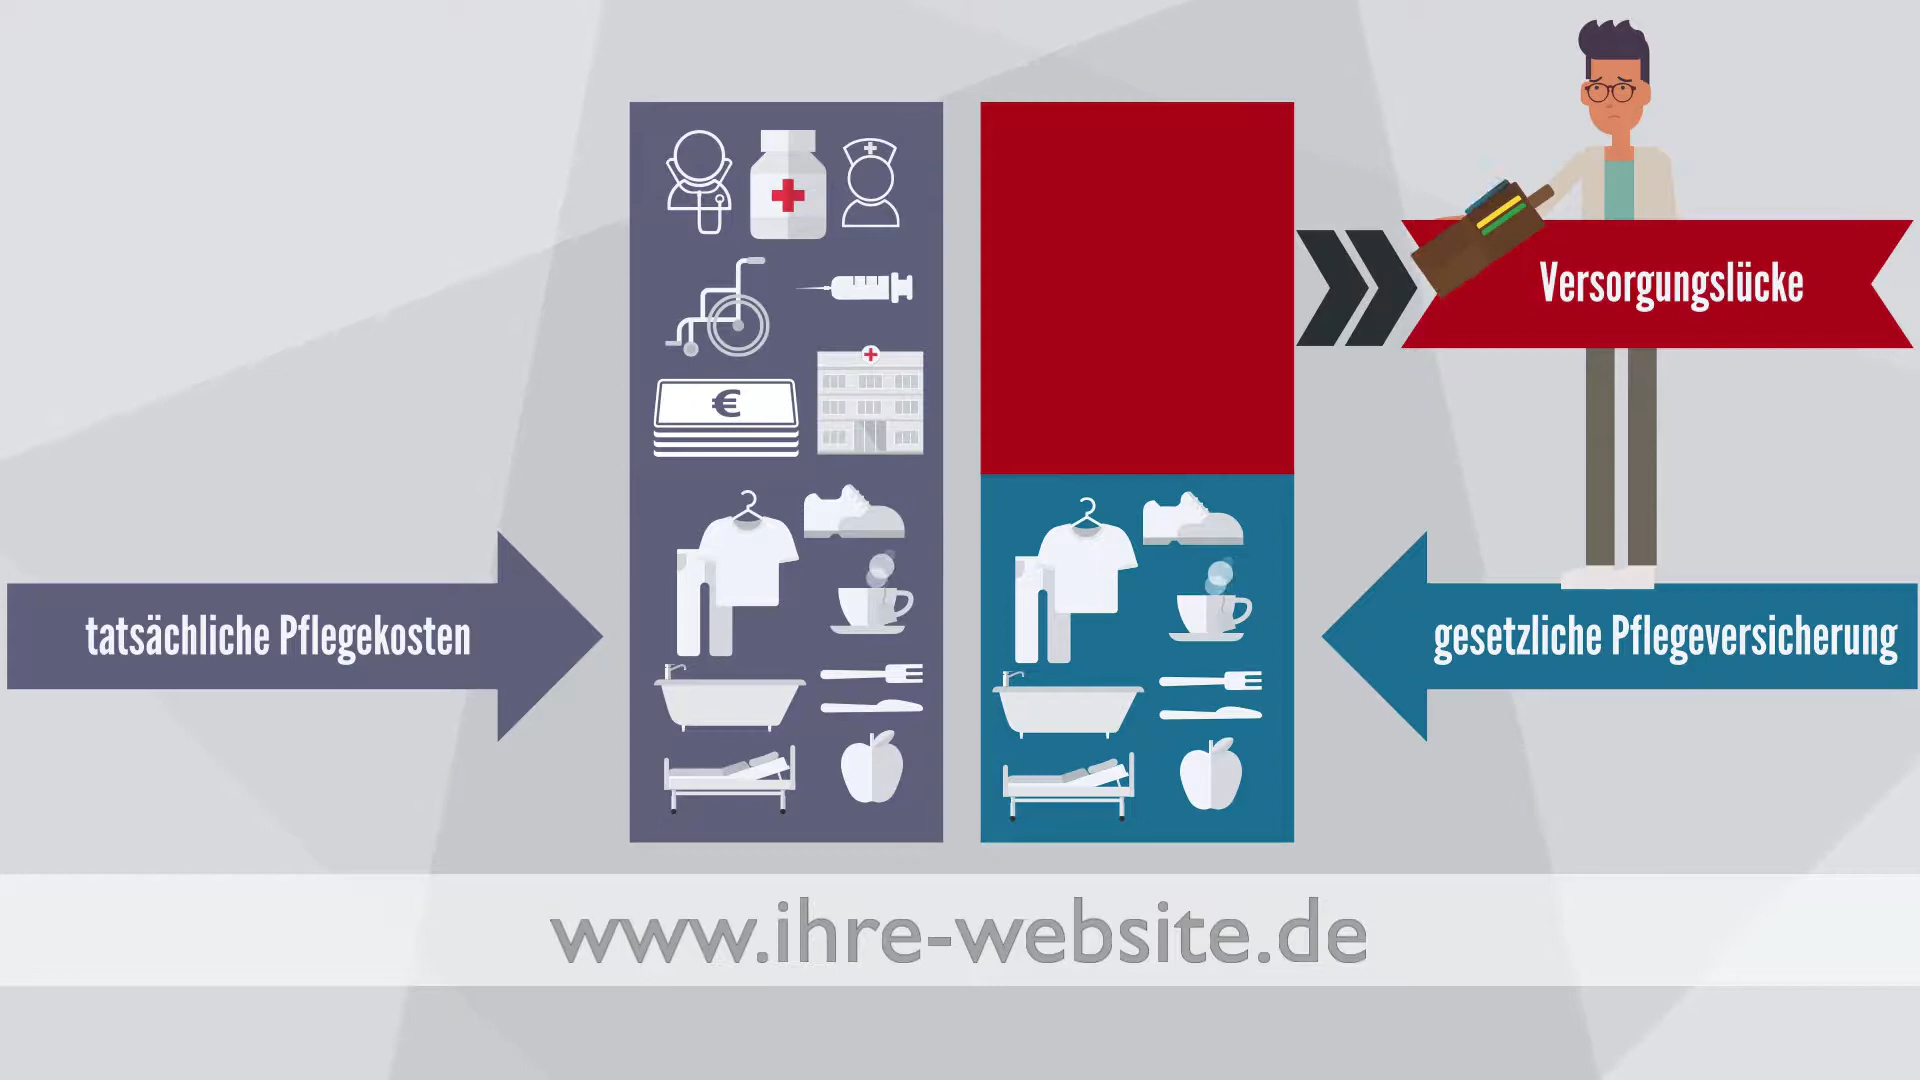 €
Versorgungslücke
tatsächliche Pflegekosten
gesetzliche Pflegeversicherung
www.ihre-website.de